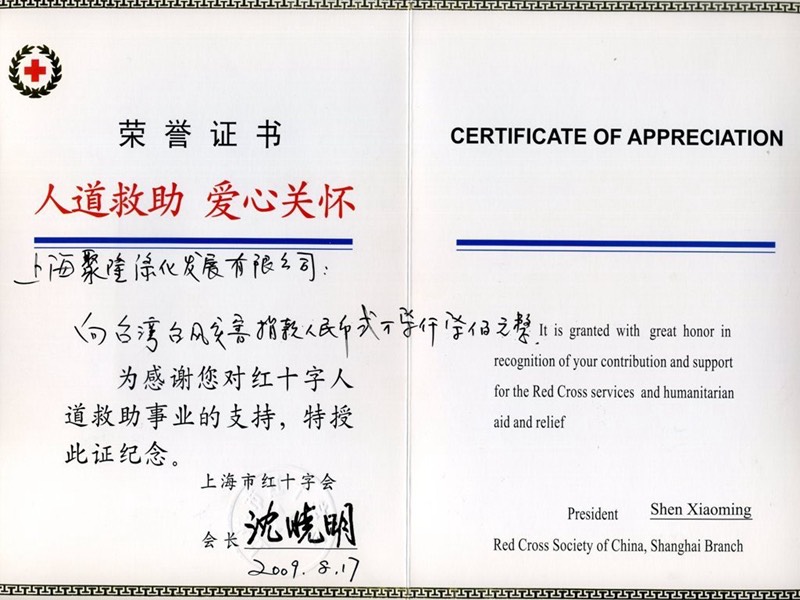 荣誉证书
人道救助 爱心关怀
上海聚隆绿化发展有限公司:
向台湾台风灾害捐款人民币 万 仟 佰元整
为感谢您对红十字人
道救助事业的支持，特授
此证纪念。
上海市红十字会
会长 沈晓明
2009.8.17
CERTIFICATE OF APPRECIATION
It is granted with great honor in
recognition of your contribution and support
for the Red Cross services and humanitarian
aid and relief
President Shen Xiaoming
Red Cross Society of China, Shanghai Branch